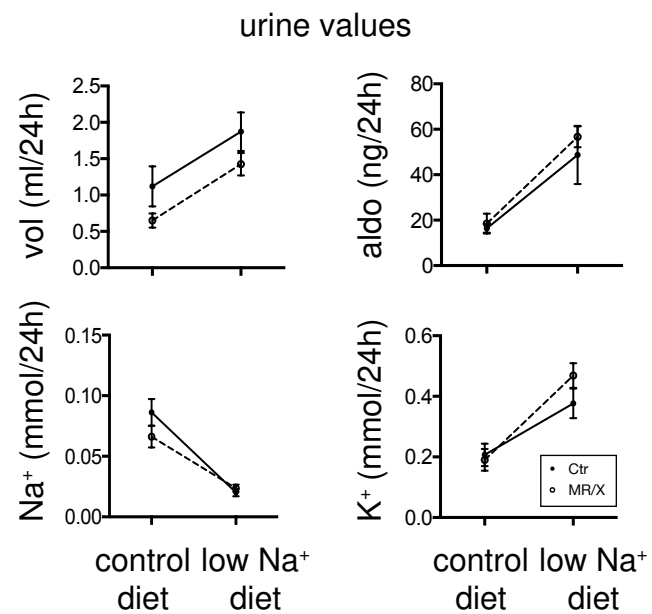 urine values
vol (ml/24h)
2.5
2.0
1.5
1.0
0.5
0.0
aldo (ng/24h)
80
60
40
20
0
Na⁺ (mmol/24h)
0.15
0.10
0.05
0.00
K⁺ (mmol/24h)
0.6
0.4
0.2
0.0
Ctr
MR/X
control low Na⁺
diet diet
control low Na⁺
diet diet